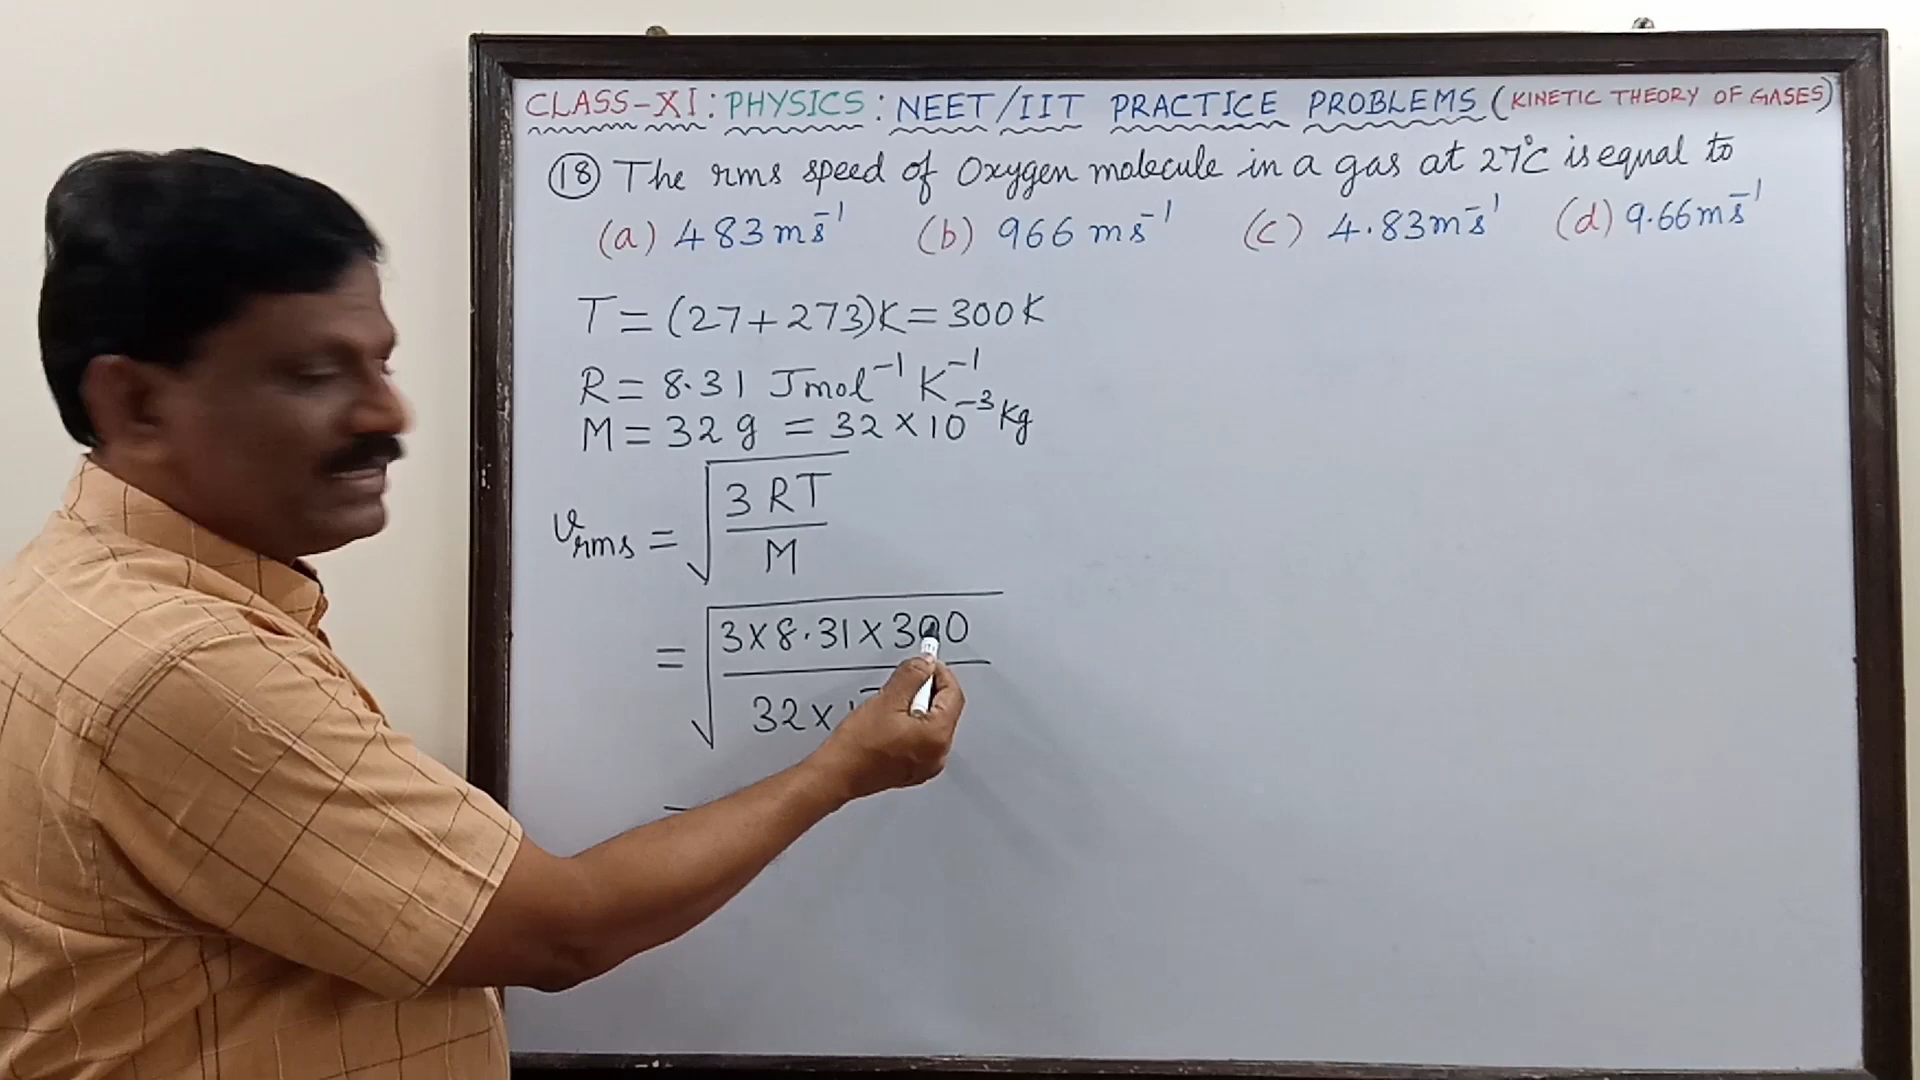 CLASS-XI: PHYSICS: NEET/IIT PRACTICE PROBLEMS (KINETIC THEORY OF GASES)
(18) The rms speed of Oxygen molecule in a gas at 27°C is equal to
(a) 483 ms⁻¹ (b) 966 ms⁻¹ (c) 4.83 ms⁻¹ (d) 9.66 ms⁻¹
T = (27+273)K = 300K
R = 8.31 Jmol⁻¹ K⁻¹
M = 32 g = 32×10⁻³ Kg
v_rms = √(3RT/M)
= √(3×8.31×300
32×
=